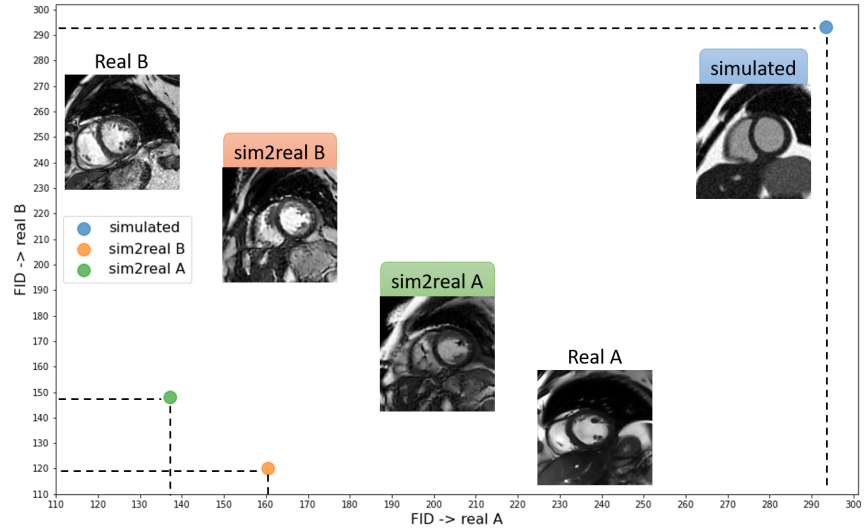 300
290
280
270
260
250
240
230
220
210
200
190
180
170
160
150
140
130
120
110
FID -> real B
Real B
simulated
sim2real B
simulated
sim2real B
sim2real A
sim2real A
Real A
110 120 130 140 150 160 170 180 190 200 210 220 230 240 250 260 270 280 290 300
FID -> real A